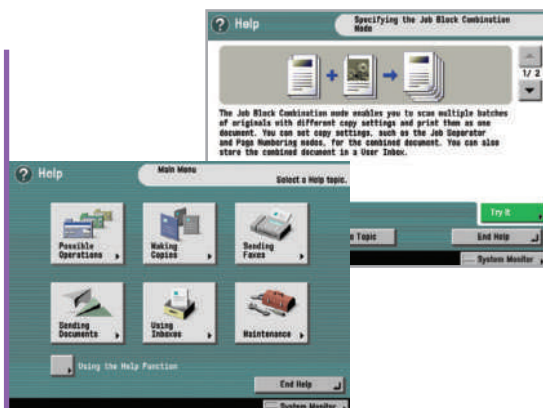 Help
Specifying the Job Block Combination
Mode
1/ 2
The Job Block Combination mode enables you to scan multiple batches
of originals with different copy settings and print them as one
document. You can set copy settings, such as the Job Separator
and Page Numbering modes, for the combined document. You can also
store the combined document in a User Inbox.
Try it
Topic
End Help
System Monitor
Help
Main Menu
Select a Help topic.
Possible
Operations
Making
Copies
Sending
Faxes
Sending
Documents
Using
Inboxes
Maintenance
Using the Help Function
End Help
System Monitor